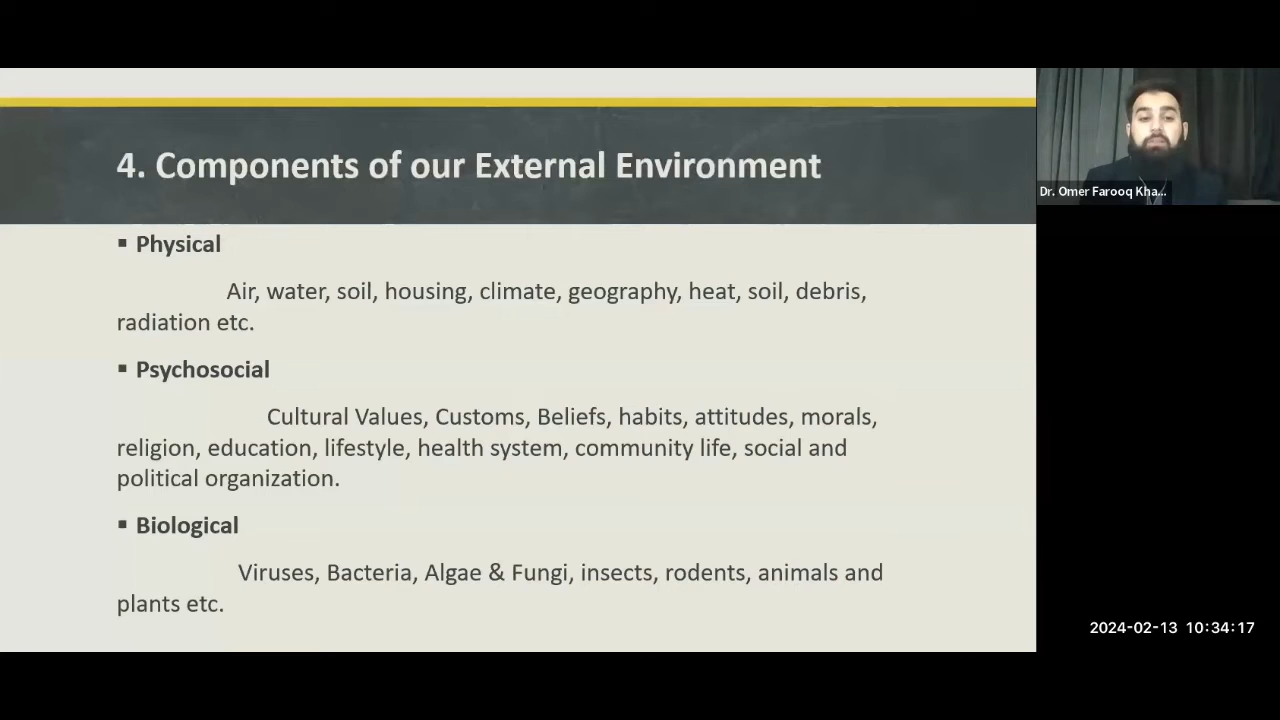 4. Components of our External Environment
▪ Physical
Air, water, soil, housing, climate, geography, heat, soil, debris,
radiation etc.
▪ Psychosocial
Cultural Values, Customs, Beliefs, habits, attitudes, morals,
religion, education, lifestyle, health system, community life, social and
political organization.
▪ Biological
Viruses, Bacteria, Algae & Fungi, insects, rodents, animals and
plants etc.
Dr. Omer Farooq Kha...
2024-02-13 10:34:17